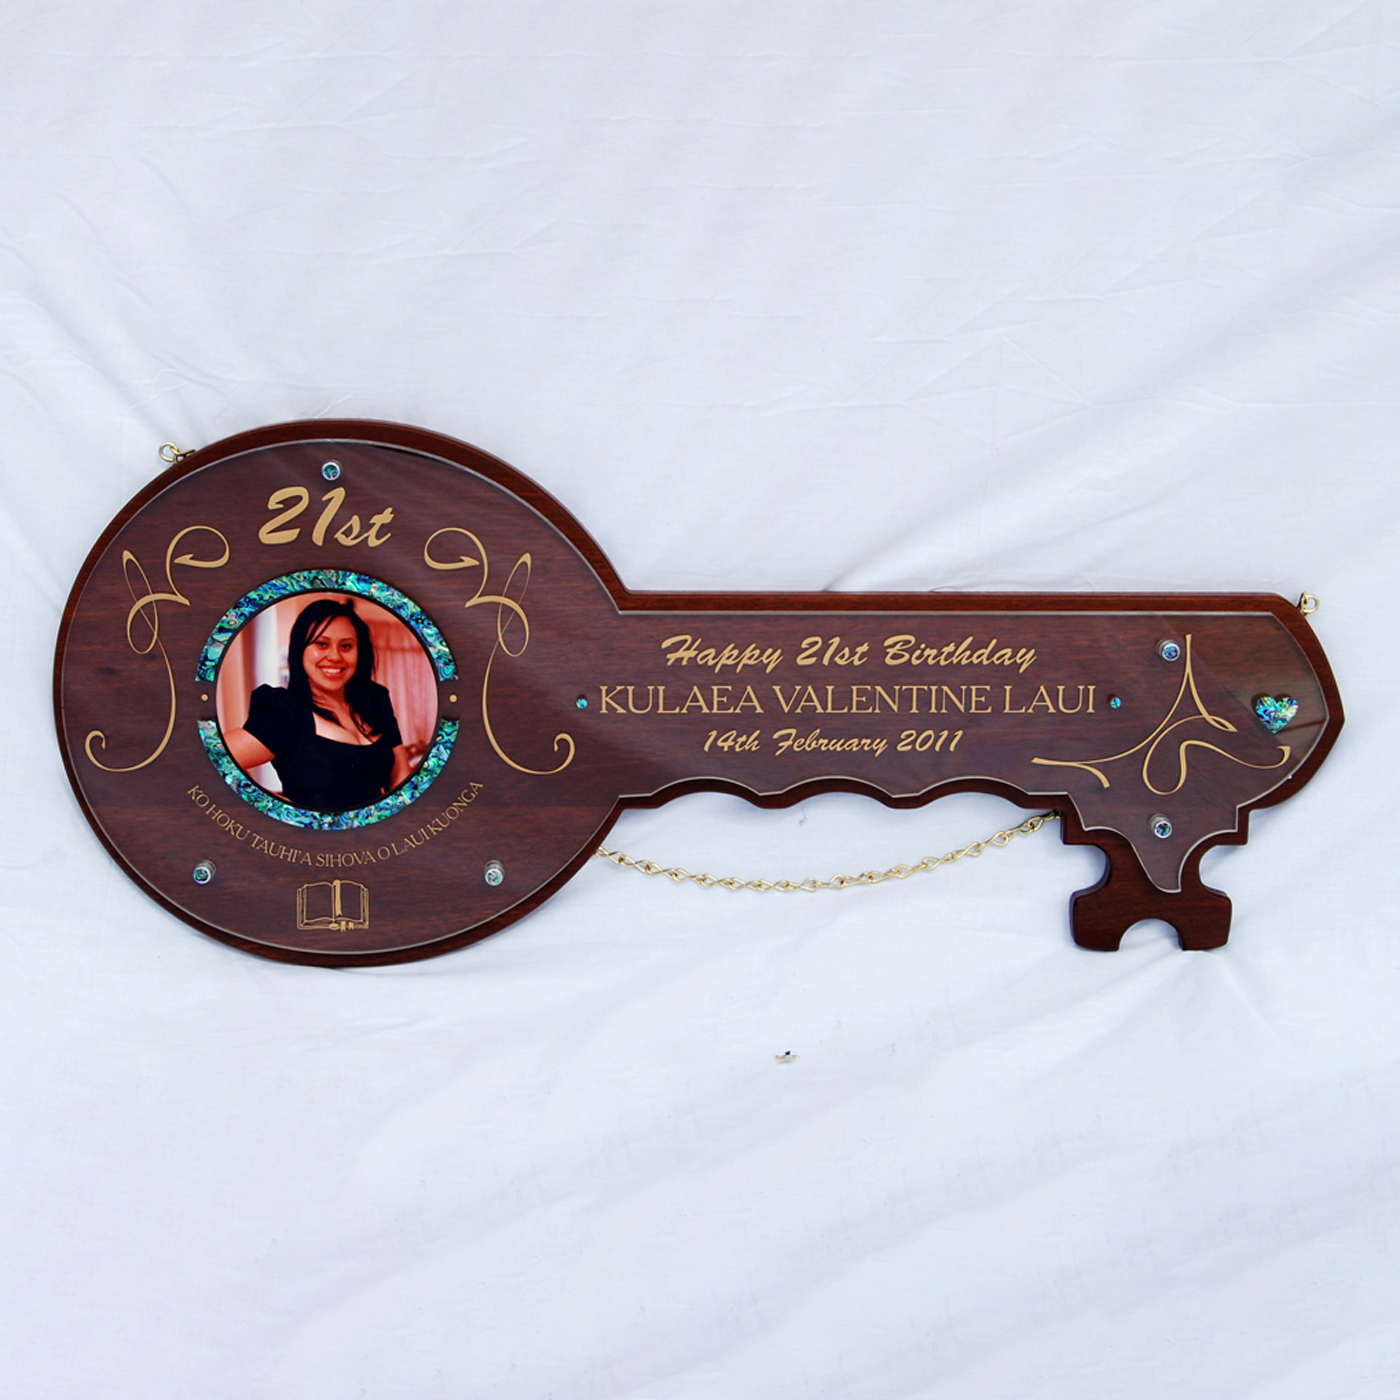 21st
KO HOKU TAUHI'A SIHOVA O LAUI KUONGA
Happy 21st Birthday
KULAEA VALENTINE LAUI
14th February 2011